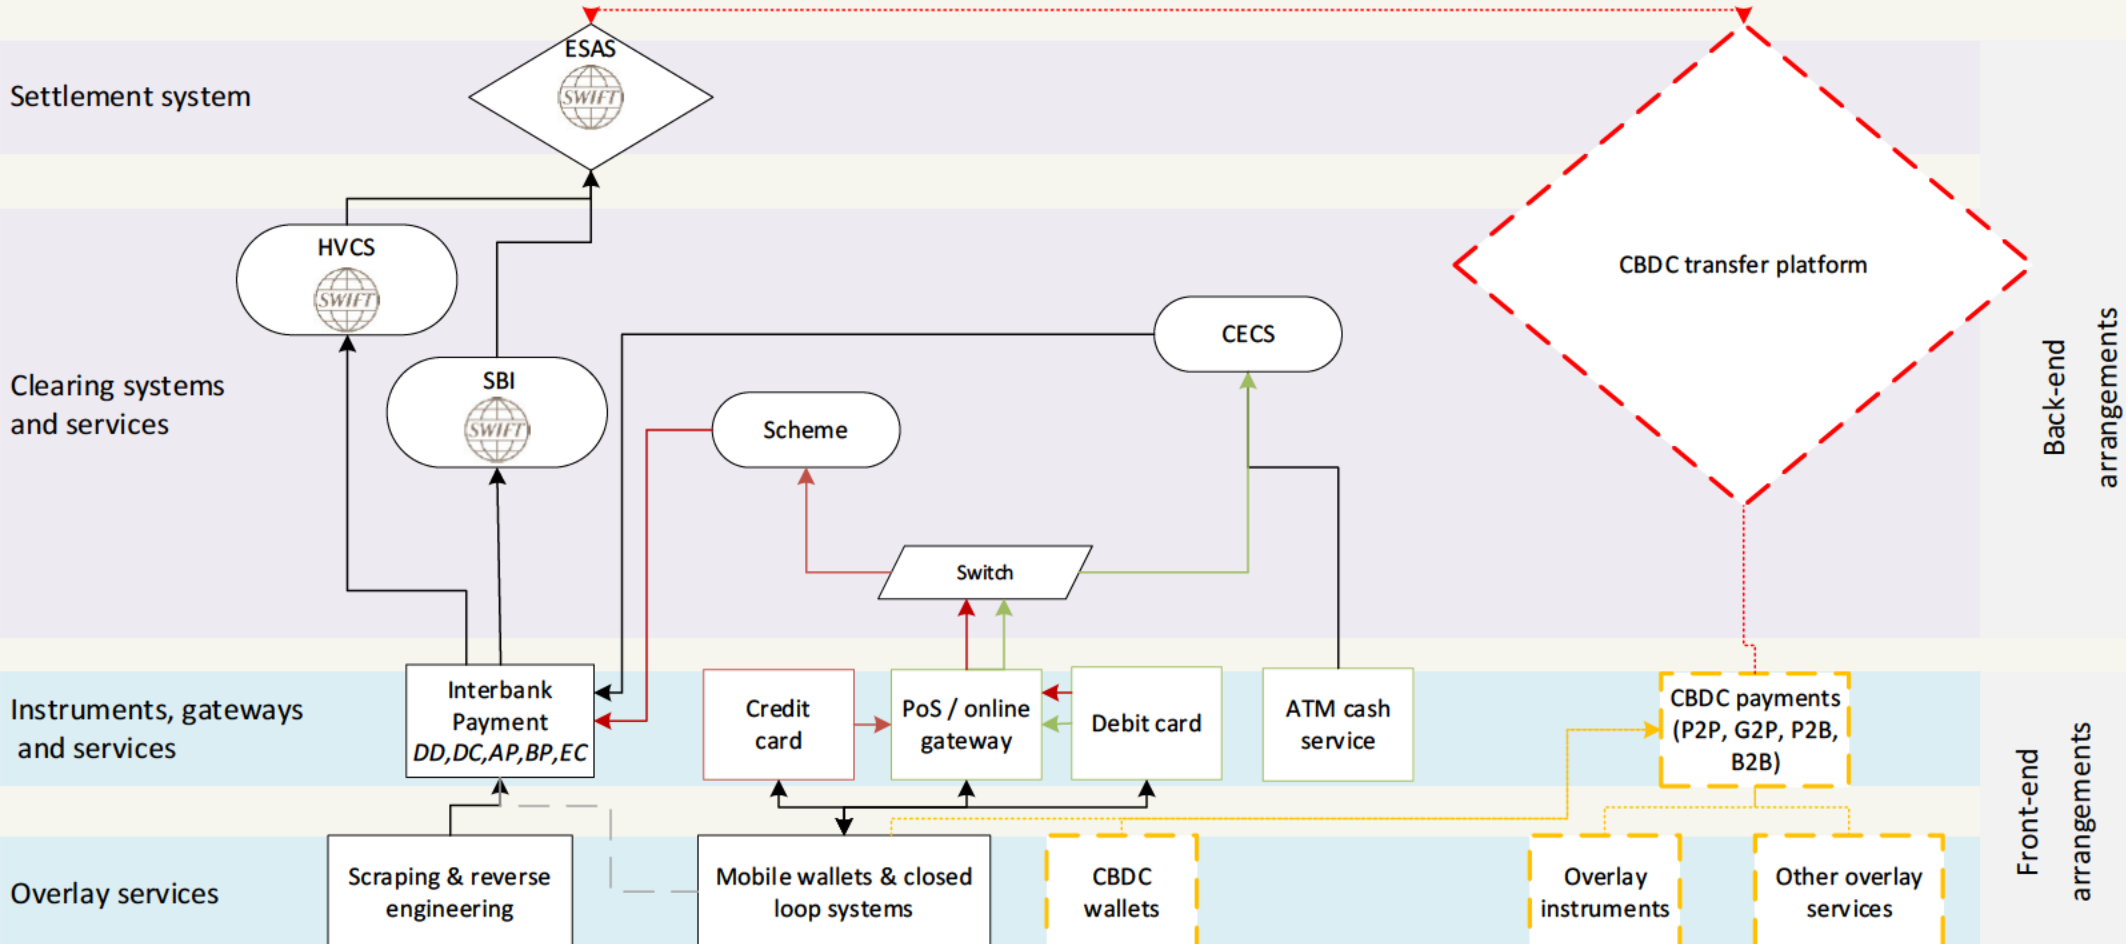 ESAS
SWIFT
Settlement system
HVCS
SWIFT
CBDC transfer platform
CECS
SBI
SWIFT
Clearing systems
and services
Scheme
Back-end
arrangements
Switch
Interbank
Payment
DD,DC,AP,BP,EC
Credit
card
PoS / online
gateway
Debit card
ATM cash
service
CBDC payments
(P2P, G2P, P2B,
B2B)
Instruments, gateways
and services
Front-end
arrangements
Overlay services
Scraping & reverse
engineering
Mobile wallets & closed
loop systems
CBDC
wallets
Overlay
instruments
Other overlay
services